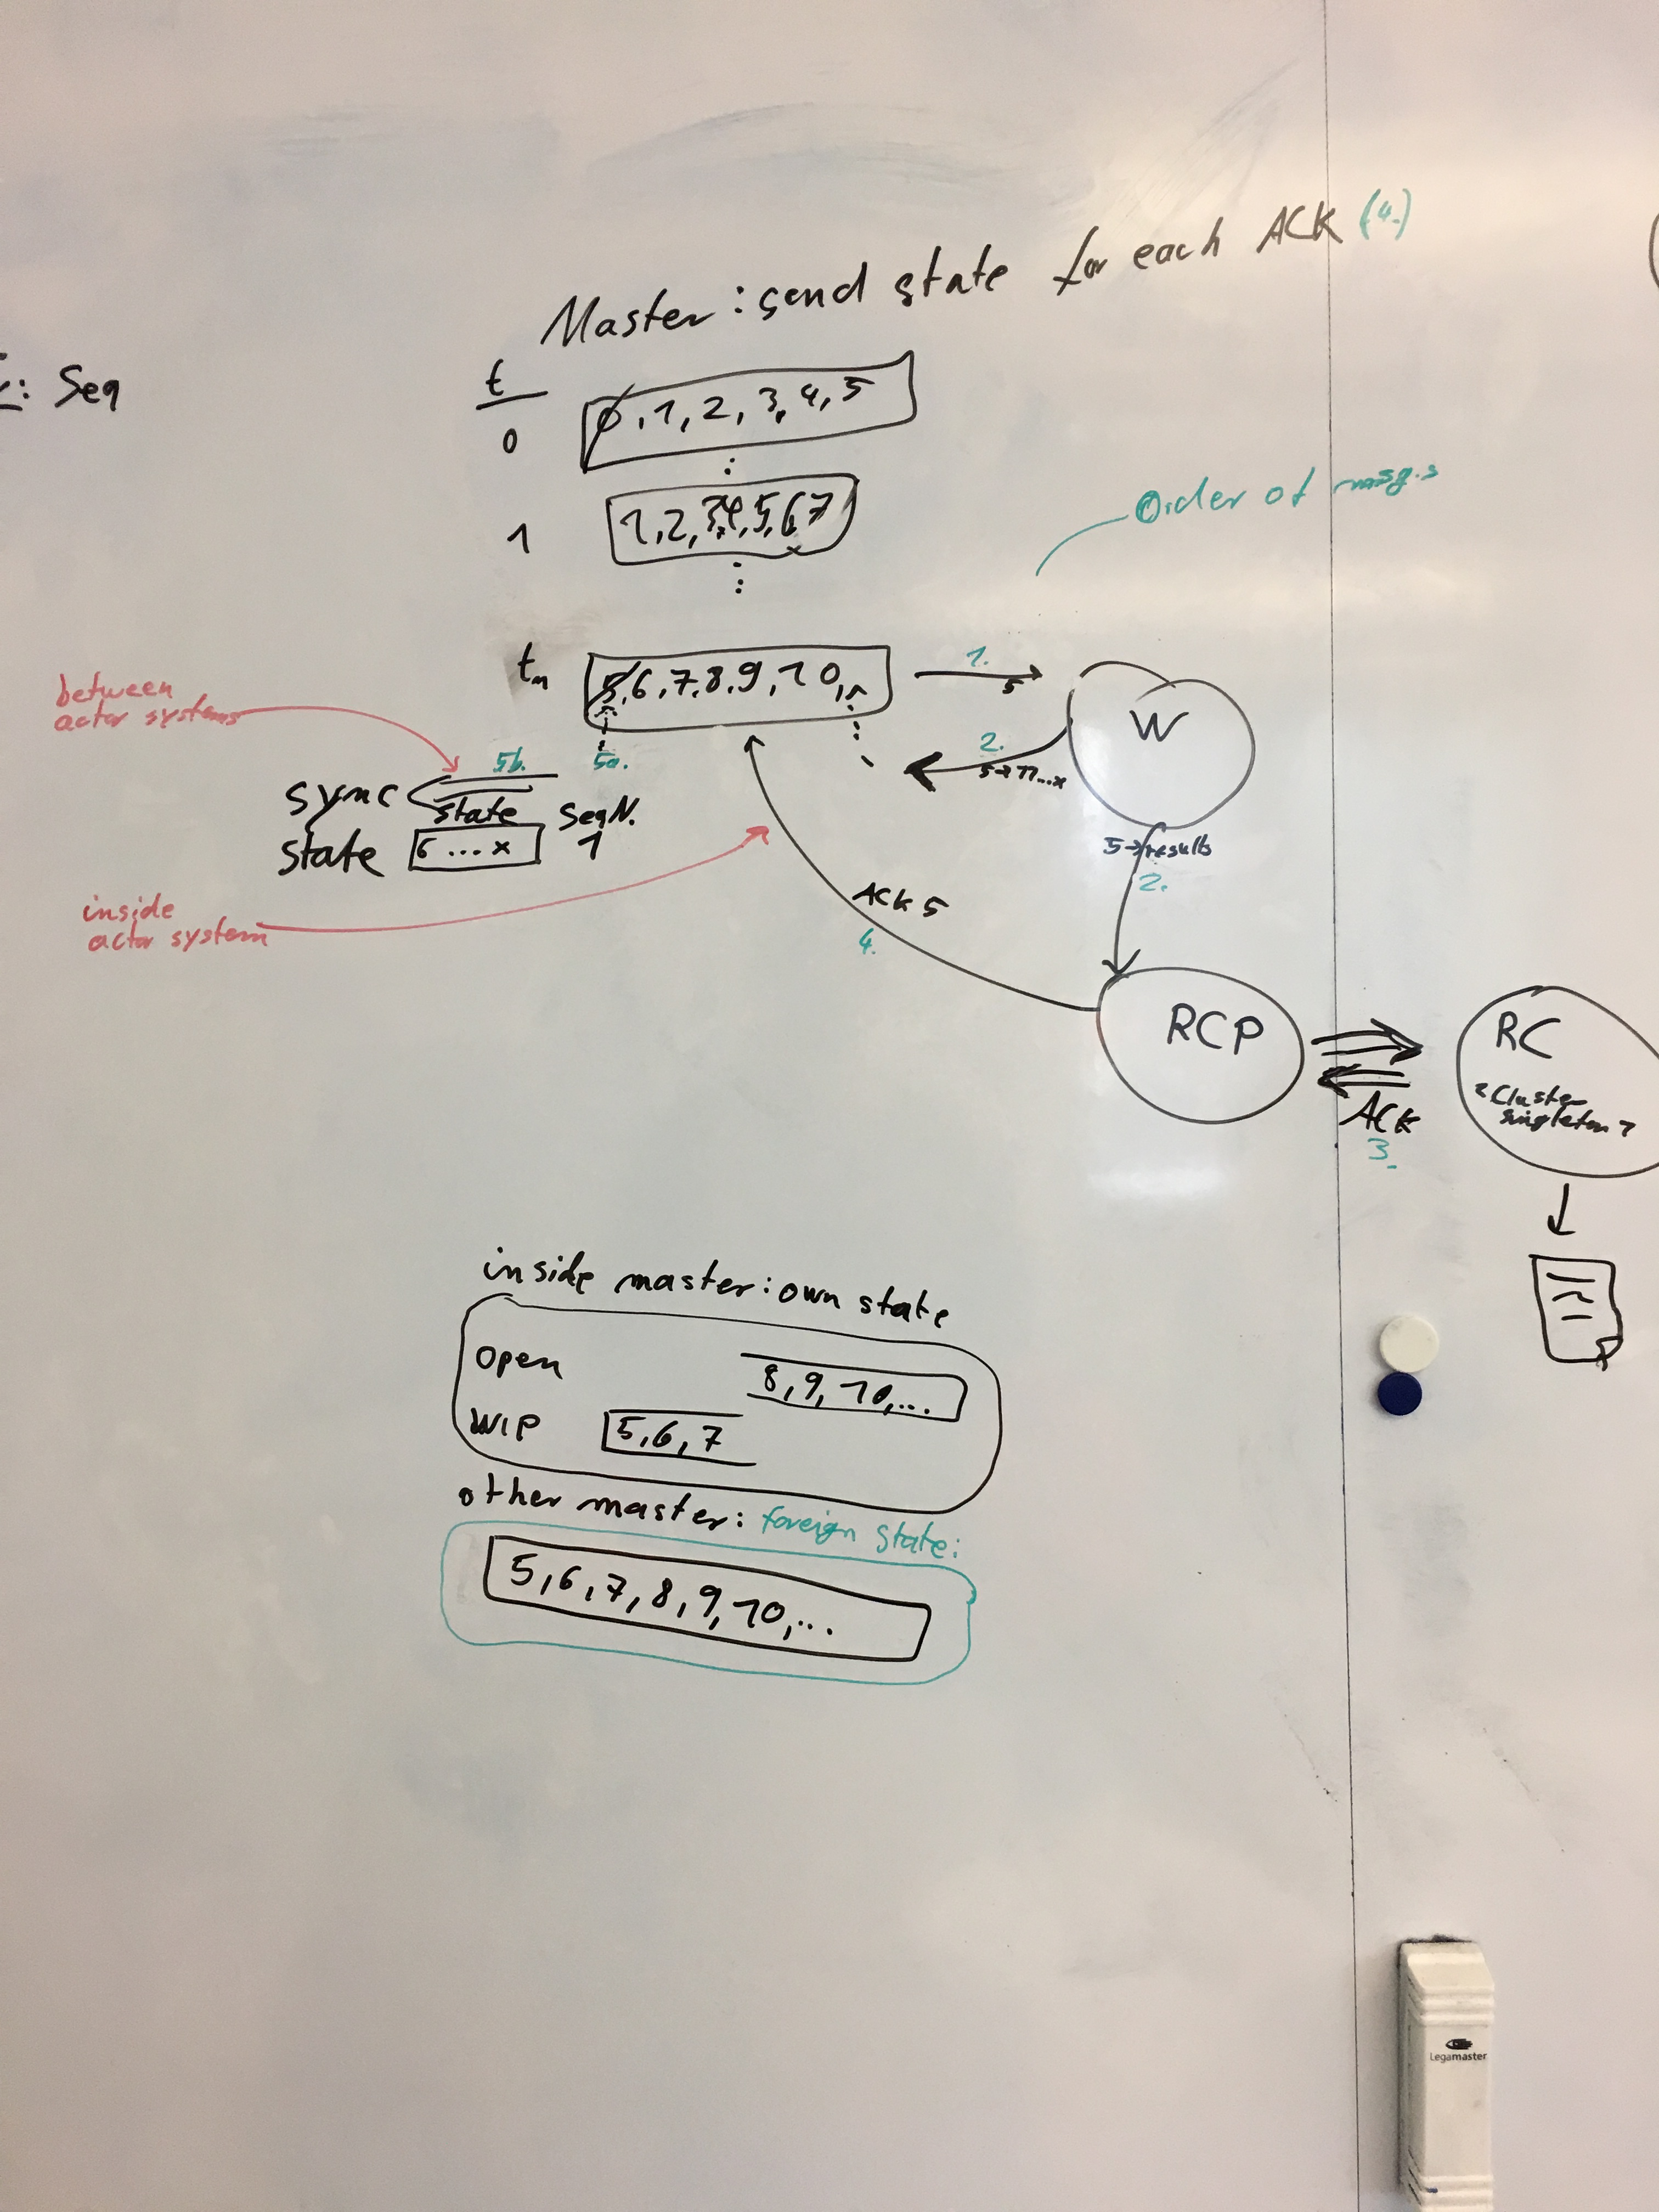 Master: send state for each ACK (4.)
: Seq
t
0
0, 1, 2, 3, 4, 5
:
1
1, 2, 3, 4, 5, 6, 7
:
Order of msg.s
tn
5, 6, 7, 8, 9, 10,
1.
5
W
2.
5→11...x
between
actor systems
5b.
5a.
sync
state
state
SeqN.
6 ... x
1
5→results
2.
inside
actor system
ACK 5
4.
RCP
RC
Cluster
singleton
ACK
3.
inside master: own state
Open
8, 9, 10, ...
WIP
5, 6, 7
other master: foreign state:
5, 6, 7, 8, 9, 10, ...
Legamaster